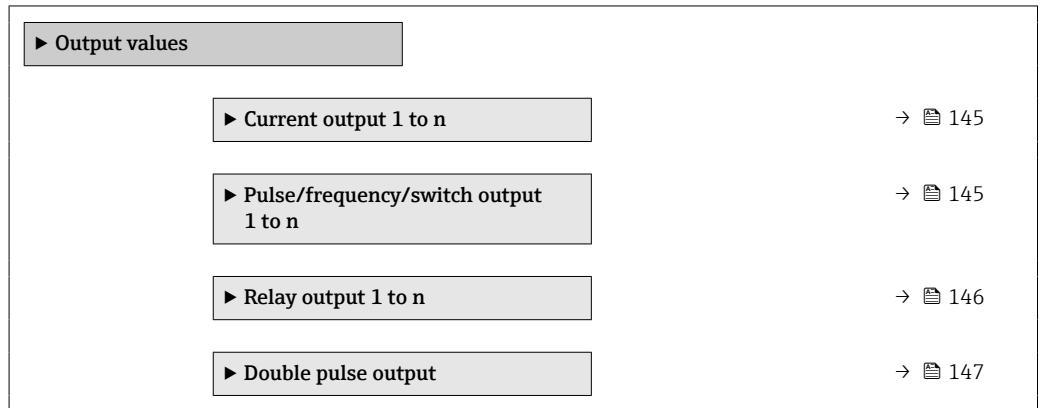 ▶ Output values
▶ Current output 1 to n → 145
▶ Pulse/frequency/switch output → 145
1 to n
▶ Relay output 1 to n → 146
▶ Double pulse output → 147